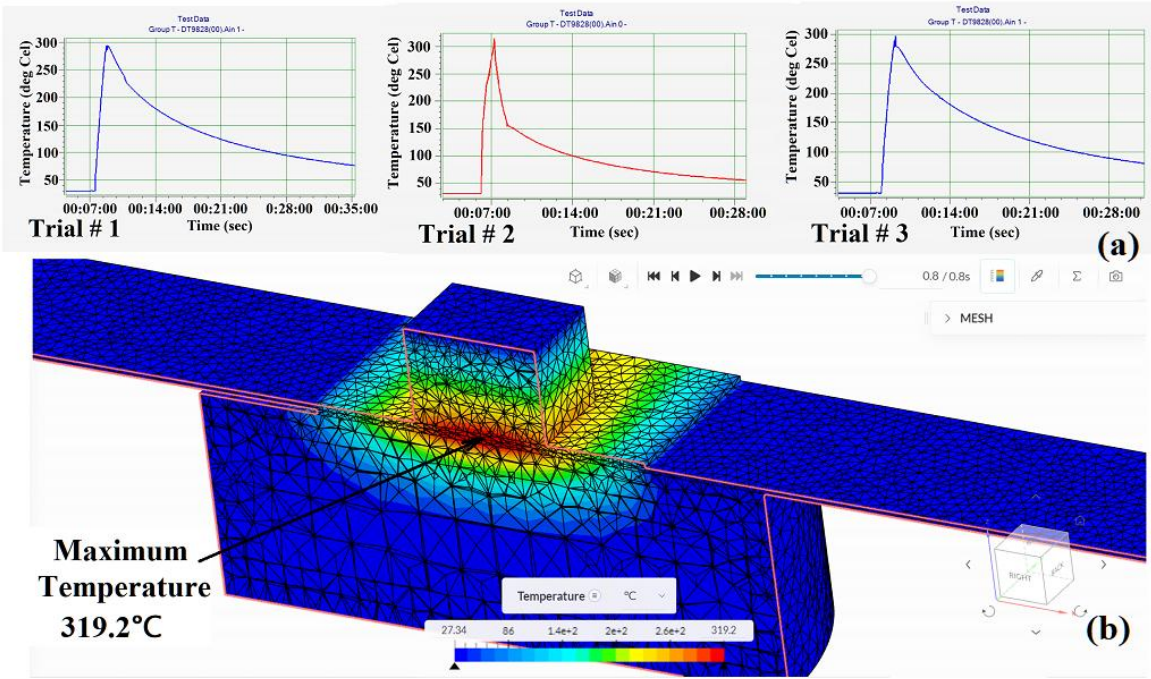 TestData
Group T - DT9828(00).Ain 1 -
Temperature (deg Cel)
300
250
200
150
100
50
00:07:00 00:14:00 00:21:00 0:28:00 00:35:00
Trial # 1
Time (sec)
TestData
Group T - DT9828(00).Ain 0 -
Temperature (deg Cel)
300
250
200
150
100
50
00:07:00 00:14:00 00:21:00 00:28:00
Trial # 2
Time (sec)
TestData
Group T - DT9828(00).Ain 1 -
Temperature (deg Cel)
300
250
200
150
100
50
00:07:00 00:14:00 00:21:00 00:28:00
Trial # 3
Time (sec)
(a)
0.8 / 0.8s
Σ
> MESH
Maximum
Temperature
319.2℃
Temperature °C
27.34 86 1.4e+2 2e+2 2.6e+2 319.2
RIGHT
BACK
(b)